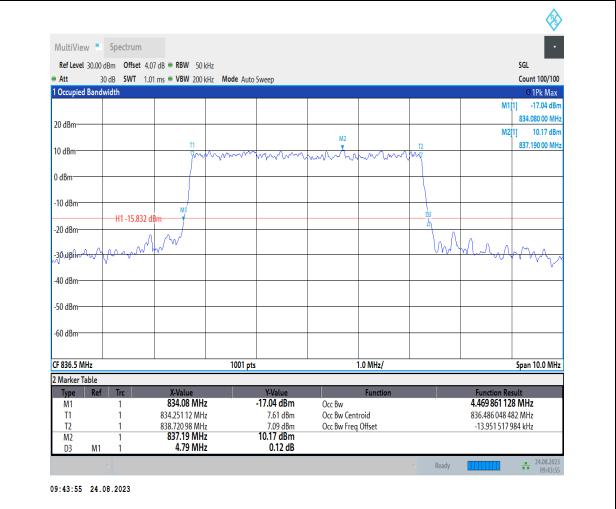 MultiView Spectrum
Ref Level 30.00 dBm Offset 4.07 dB RBW 50 kHz SGL
Att 30 dB SWT 1.01 ms VBW 200 kHz Mode Auto Sweep Count 100/100
1 Occupied Bandwidth 1Pk Max
M1[1] -17.04 dBm
834.080 00 MHz
M2[1] 10.17 dBm
837.190 00 MHz
20 dBm
M2
T1 T2
10 dBm
0 dBm
-10 dBm
M1
D3
H1 -15.832 dBm
-20 dBm
-30 dBm
-40 dBm
-50 dBm
-60 dBm
CF 836.5 MHz 1001 pts 1.0 MHz/ Span 10.0 MHz
2 Marker Table
Type Ref Trc X-Value Y-Value Function Function Result
M1 1 834.08 MHz -17.04 dBm Occ Bw 4.469 861 128 MHz
T1 1 834.251 12 MHz 7.61 dBm Occ Bw Centroid 836.486 048 482 MHz
T2 1 838.720 98 MHz 7.09 dBm Occ Bw Freq Offset -13.951 517 984 kHz
M2 1 837.19 MHz 10.17 dBm
D3 M1 1 4.79 MHz 0.12 dB
Ready 24.08.2023
09:43:55
09:43:55 24.08.2023